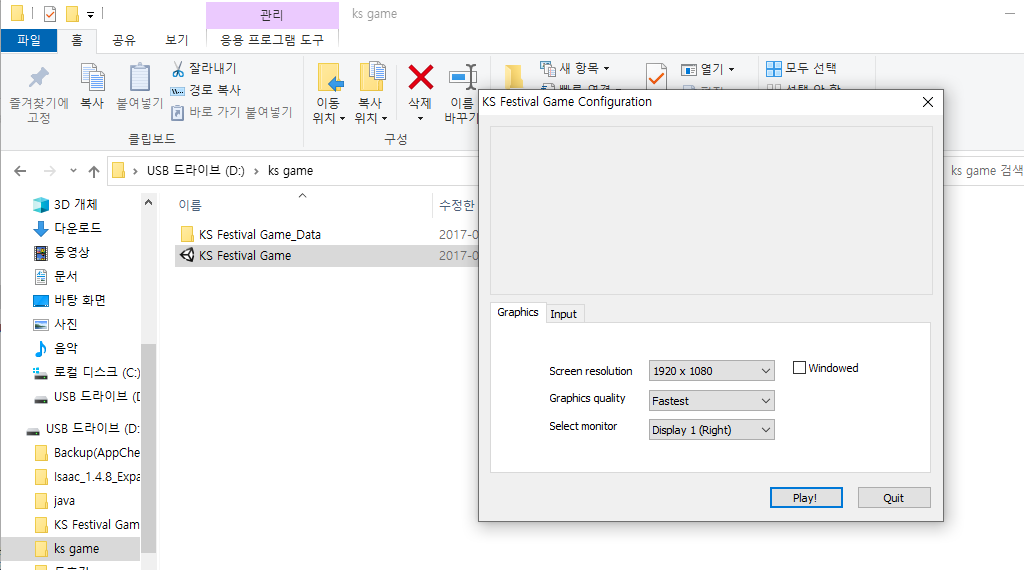 관리
ks game
파일
홈
공유
보기
응용 프로그램 도구
즐겨찾기에
고정
복사
붙여넣기
잘라내기
경로 복사
바로 가기 붙여넣기
클립보드
이동
위치
복사
위치
삭제
이름
바꾸기
구성
새 항목
열기
모두 선택
USB 드라이브 (D:)
ks game
ks game 검색
3D 개체
다운로드
동영상
문서
바탕 화면
사진
음악
로컬 디스크 (C:)
USB 드라이브 (D
USB 드라이브 (D:
Backup(AppChe
Isaac_1.4.8_Expa
java
KS Festival Gam
ks game
이름
수정한
KS Festival Game_Data
2017-0
KS Festival Game
2017-0
KS Festival Game Configuration
Graphics
Input
Screen resolution
1920 x 1080
Windowed
Graphics quality
Fastest
Select monitor
Display 1 (Right)
Play!
Quit